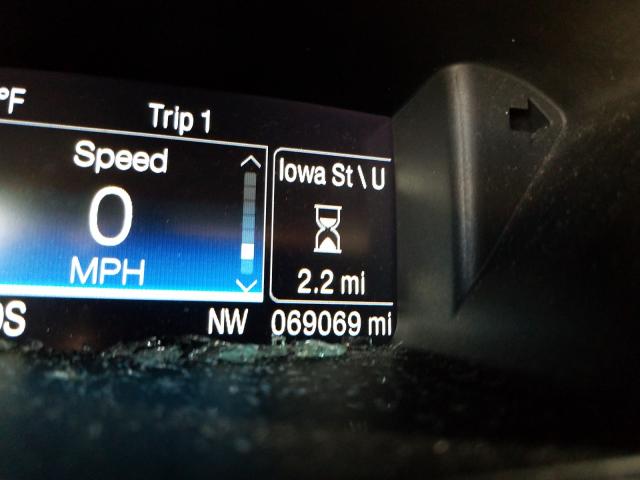 °F
Trip 1
Speed
0
MPH
Iowa St \ U
2.2 mi
NW
069069 mi